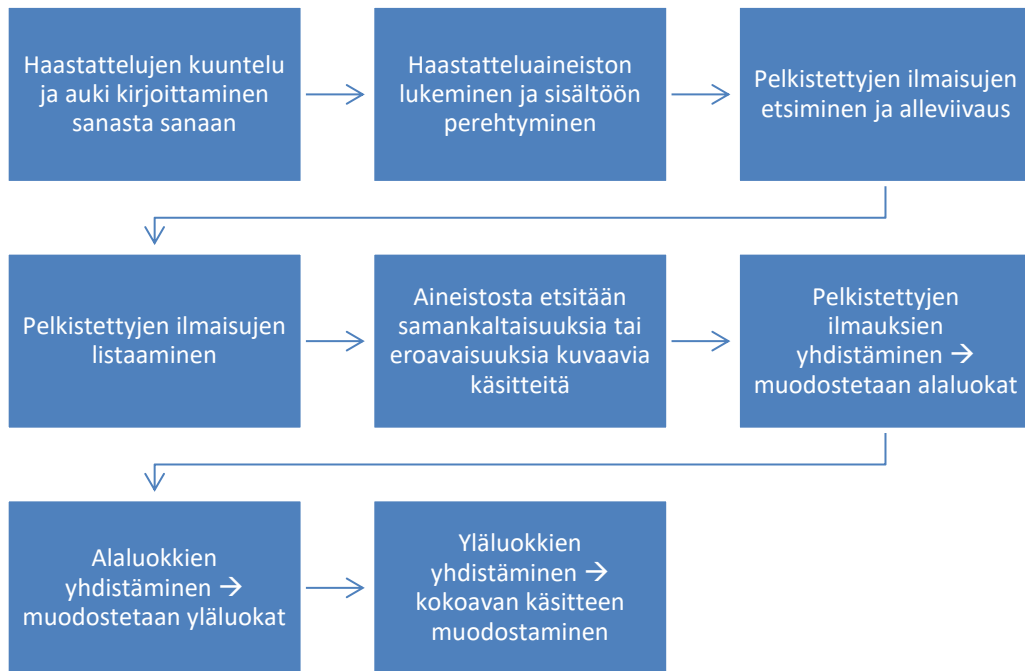 Haastattelujen kuuntelu
ja auki kirjoittaminen
sanasta sanaan
Haastatteluaineiston
lukeminen ja sisältöön
perehtyminen
Pelkistettyjen ilmaisujen
etsiminen ja alleviivaus
Pelkistettyjen ilmaisujen
listaaminen
Aineistosta etsitään
samankaltaisuuksia tai
eroavaisuuksia kuvaavia
käsitteitä
Pelkistettyjen
ilmauksien
yhdistäminen →
muodostetaan alaluokat
Alaluokkien
yhdistäminen →
muodostetaan yläluokat
Yläluokkien
yhdistäminen →
kokoavan käsitteen
muodostaminen